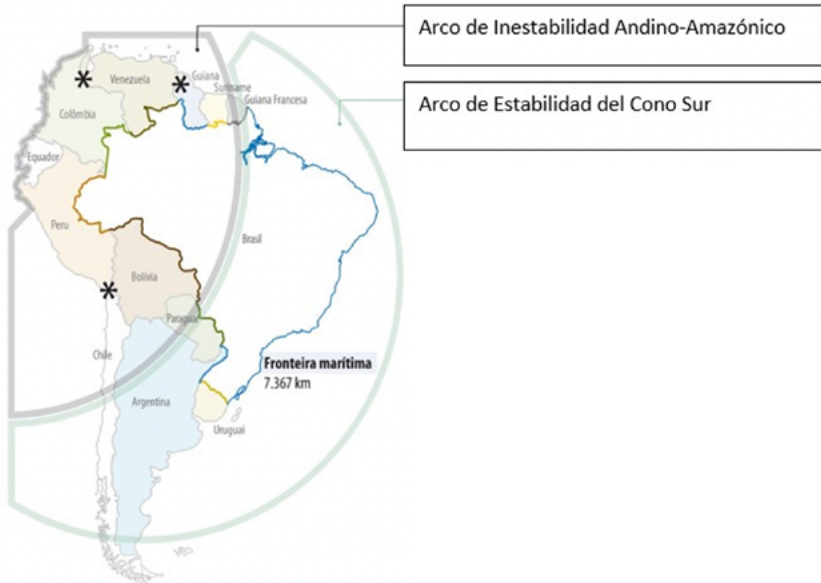 Arco de Inestabilidad Andino-Amazónico
Arco de Estabilidad del Cono Sur
Venezuela
Guiana
Suriname
Guiana Francesa
Colômbia
Equador
Peru
Brasil
Bolívia
Paraguai
Chile
Fronteira marítima
7.367 km
Argentina
Uruguai